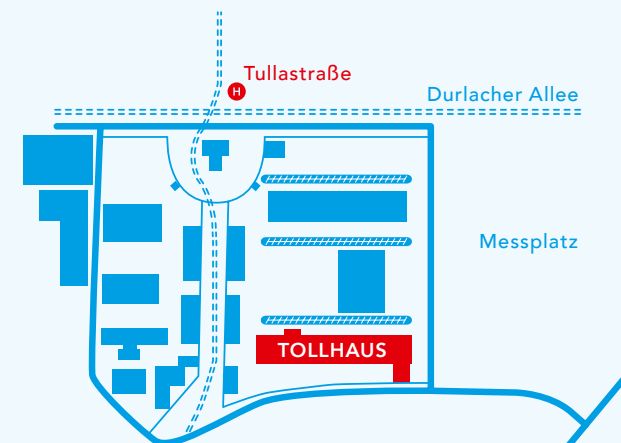 Tullastraße
H
Durlacher Allee
Messplatz
TOLLHAUS